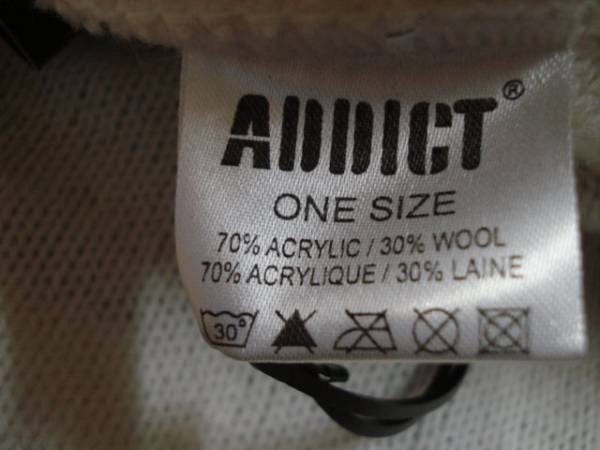 ADDICT®
ONE SIZE
70% ACRYLIC / 30% WOOL
70% ACRYLIQUE / 30% LAINE
30°